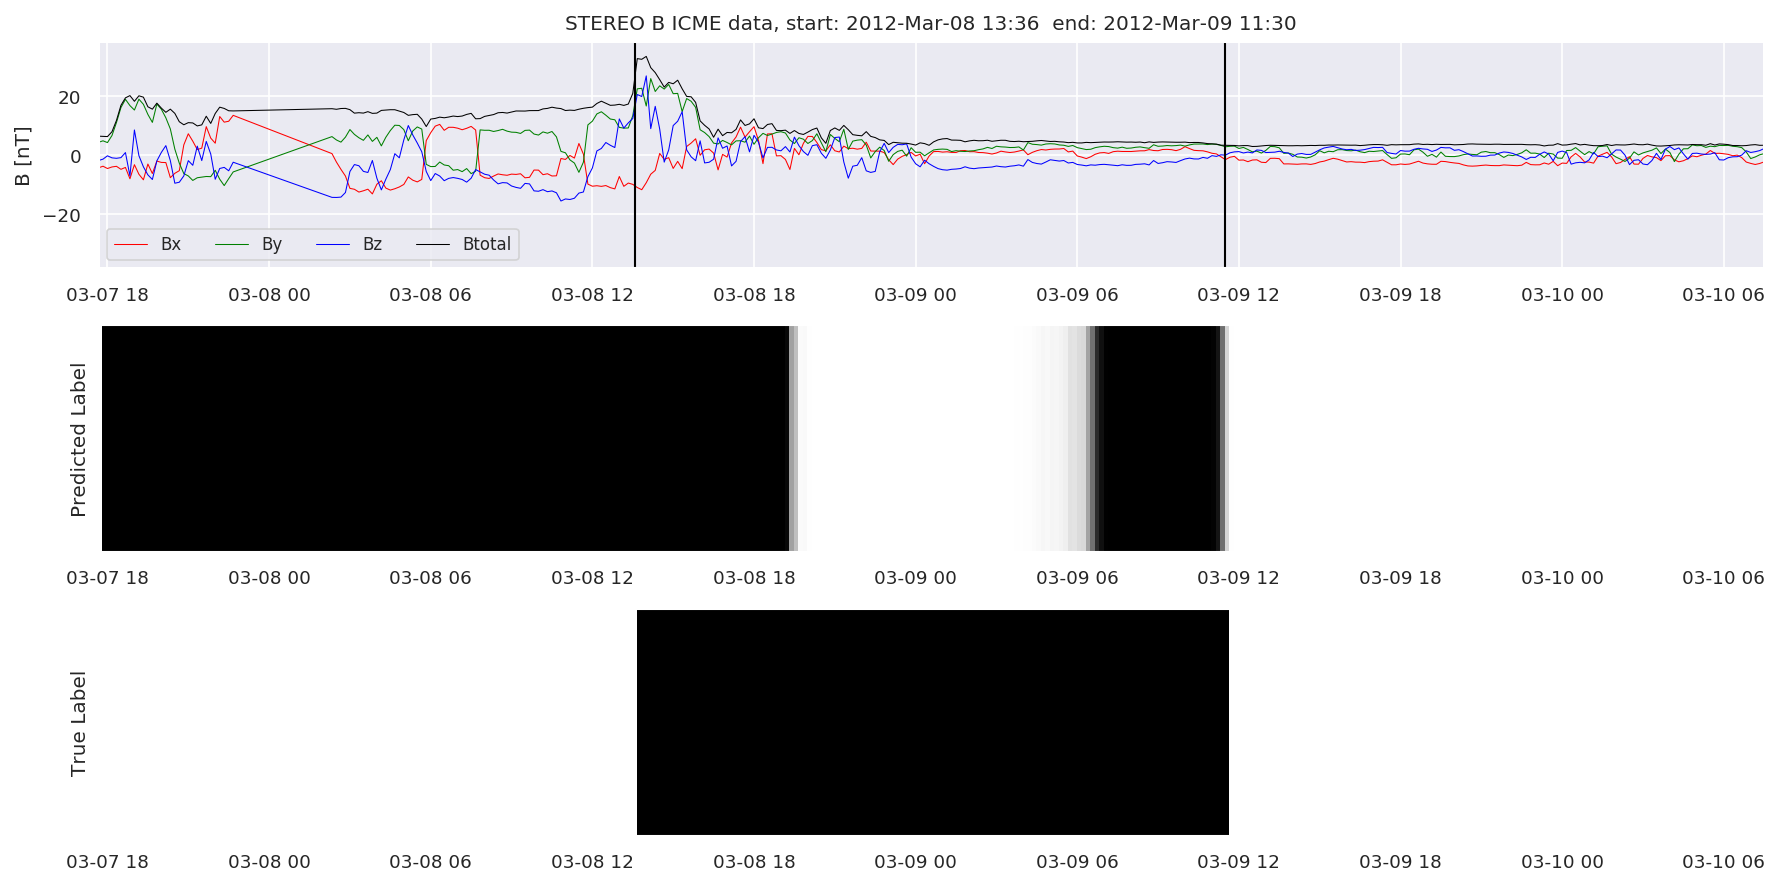 STEREO B ICME data, start: 2012-Mar-08 13:36  end: 2012-Mar-09 11:30
B [nT]
20
0
−20
Bx By Bz Btotal
03-07 18 03-08 00 03-08 06 03-08 12 03-08 18 03-09 00 03-09 06 03-09 12 03-09 18 03-10 00 03-10 06
Predicted Label
03-07 18 03-08 00 03-08 06 03-08 12 03-08 18 03-09 00 03-09 06 03-09 12 03-09 18 03-10 00 03-10 06
True Label
03-07 18 03-08 00 03-08 06 03-08 12 03-08 18 03-09 00 03-09 06 03-09 12 03-09 18 03-10 00 03-10 06